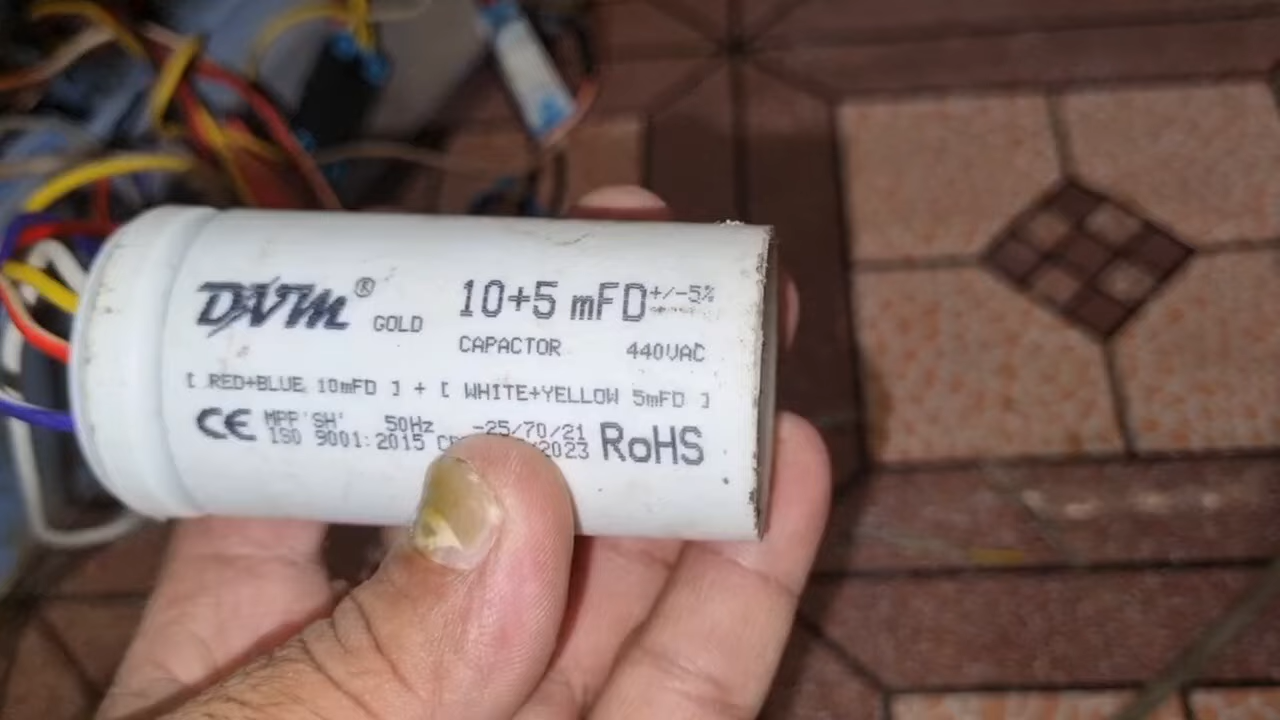 DAVM® GOLD
10+5 mFD +/-5%
CAPACTOR 440VAC
[ RED+BLUE 10mFD ] + [ WHITE+YELLOW 5mFD ]
CE MPP'SH' 50Hz -25/70/21 RoHS
ISO 9001:2015 2023